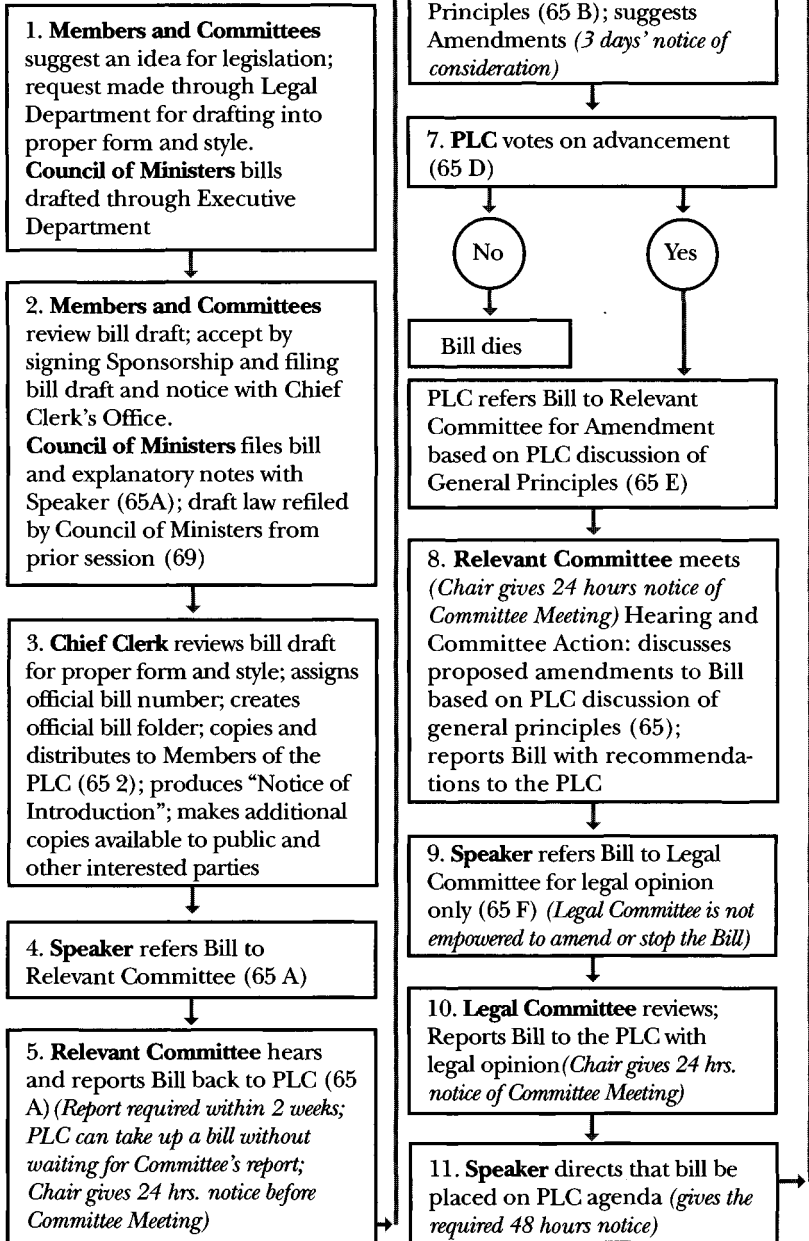 1. Members and Committees
suggest an idea for legislation;
request made through Legal
Department for drafting into
proper form and style.
Council of Ministers bills
drafted through Executive
Department
2. Members and Committees
review bill draft; accept by
signing Sponsorship and filing
bill draft and notice with Chief
Clerk's Office.
Council of Ministers files bill
and explanatory notes with
Speaker (65A); draft law refiled
by Council of Ministers from
prior session (69)
3. Chief Clerk reviews bill draft
for proper form and style; assigns
official bill number; creates
official bill folder; copies and
distributes to Members of the
PLC (65 2); produces "Notice of
Introduction"; makes additional
copies available to public and
other interested parties
4. Speaker refers Bill to
Relevant Committee (65 A)
5. Relevant Committee hears
and reports Bill back to PLC (65
A) (Report required within 2 weeks;
PLC can take up a bill without
waiting for Committee's report;
Chair gives 24 hrs. notice before
Committee Meeting)
Principles (65 B); suggests
Amendments (3 days' notice of
consideration)
7. PLC votes on advancement
(65 D)
No
Yes
Bill dies
PLC refers Bill to Relevant
Committee for Amendment
based on PLC discussion of
General Principles (65 E)
8. Relevant Committee meets
(Chair gives 24 hours notice of
Committee Meeting) Hearing and
Committee Action: discusses
proposed amendments to Bill
based on PLC discussion of
general principles (65);
reports Bill with recommenda-
tions to the PLC
9. Speaker refers Bill to Legal
Committee for legal opinion
only (65 F) (Legal Committee is not
empowered to amend or stop the Bill)
10. Legal Committee reviews;
Reports Bill to the PLC with
legal opinion(Chair gives 24 hrs.
notice of Committee Meeting)
11. Speaker directs that bill be
placed on PLC agenda (gives the
required 48 hours notice)